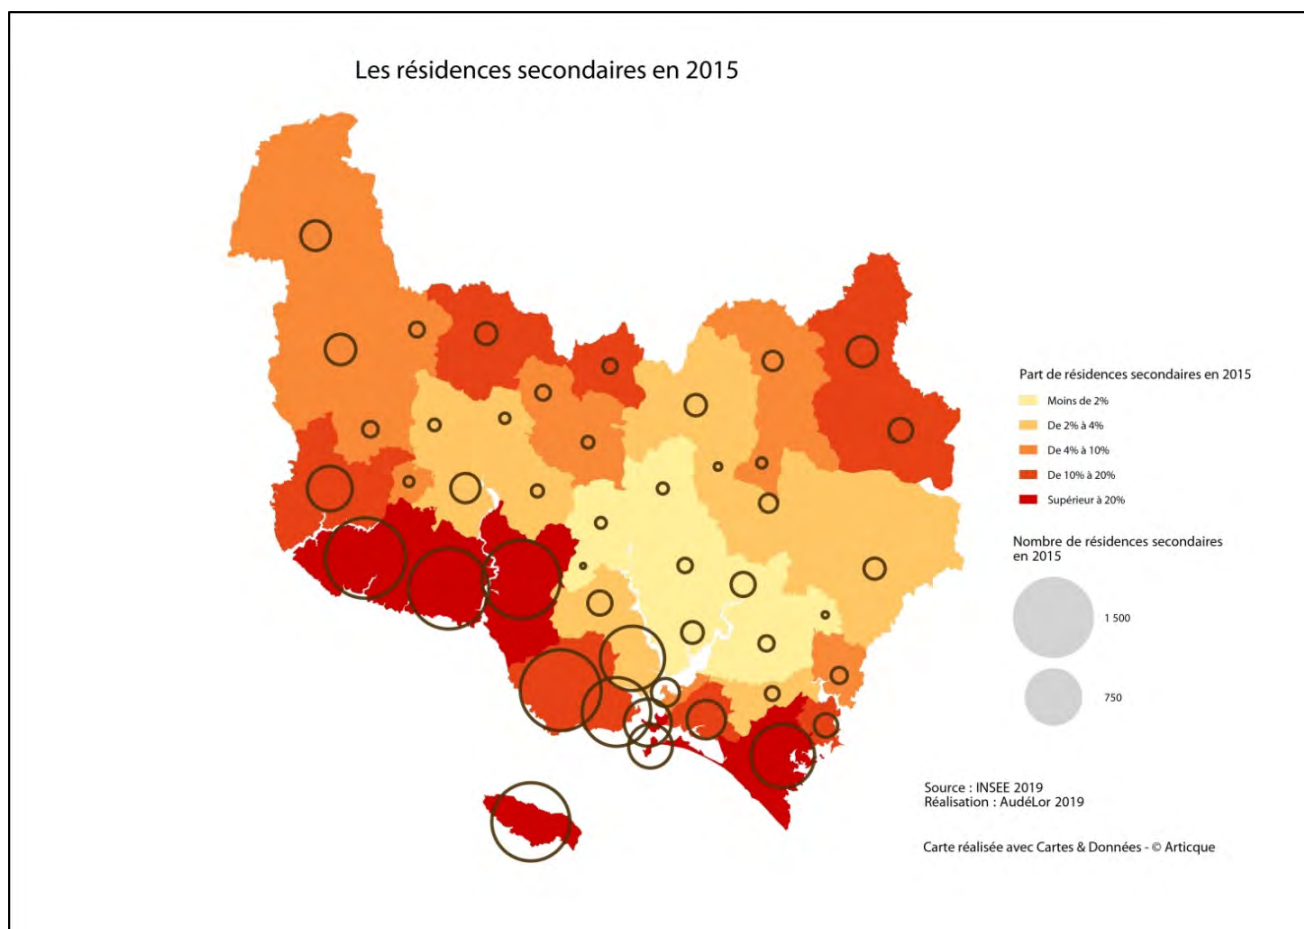 Les résidences secondaires en 2015
Part de résidences secondaires en 2015
Moins de 2%
De 2% à 4%
De 4% à 10%
De 10% à 20%
Supérieur à 20%
Nombre de résidences secondaires
en 2015
1 500
750
Source : INSEE 2019
Réalisation : AudéLor 2019
Carte réalisée avec Cartes & Données - © Articque